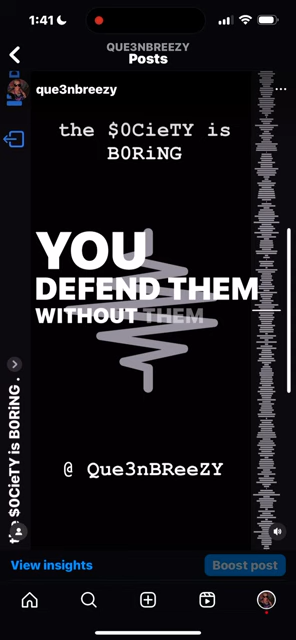 1:41
QUE3NBREEZY
Posts
que3nbreezy
the $0CieTY is
B0RiNG
YOU
DEFEND THEM
WITHOUT THEM
$0CieTY is B0RiNG .
@ Que3nBReeZY
View insights
Boost post